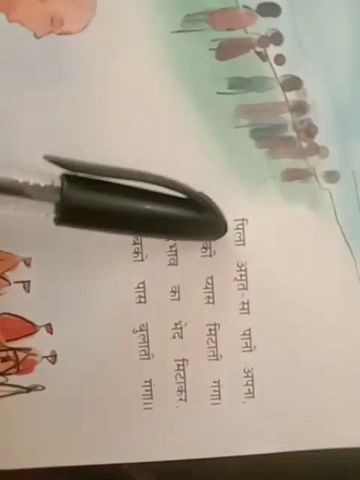 पिला अमृत-सा पानी अपना,
की प्यास मिटाती गंगा।
का भेद मिटाकर,
पास बुलाती गंगा।।